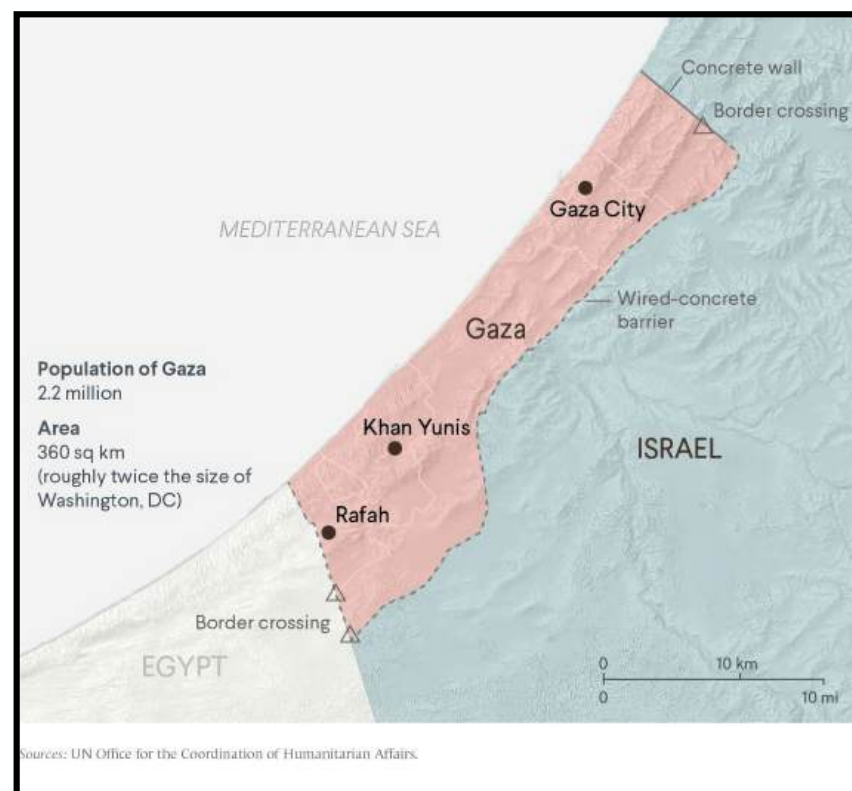 Concrete wall
Border crossing
Gaza City
MEDITERRANEAN SEA
Wired-concrete
barrier
Gaza
Population of Gaza
2.2 million
Area
360 sq km
(roughly twice the size of
Washington, DC)
Khan Yunis
ISRAEL
Rafah
Border crossing
EGYPT
0 10 km
0 10 mi
Sources: UN Office for the Coordination of Humanitarian Affairs.